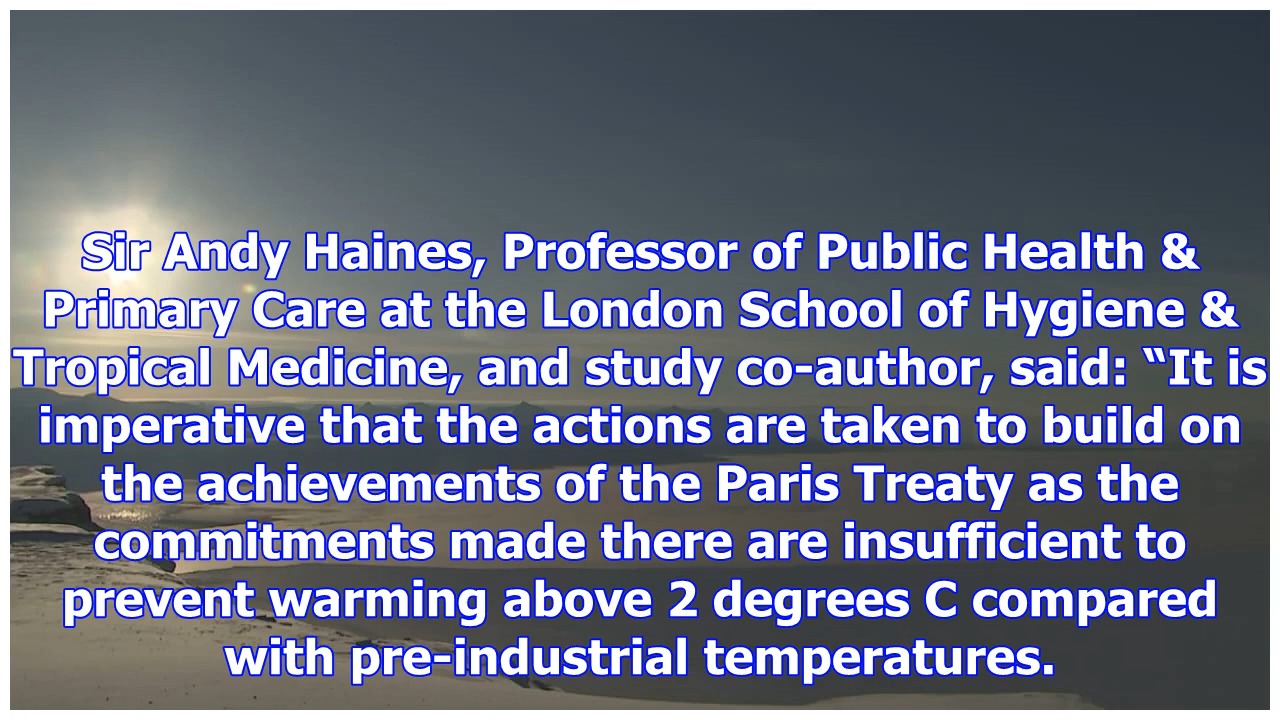 Sir Andy Haines, Professor of Public Health &
Primary Care at the London School of Hygiene &
Tropical Medicine, and study co-author, said: “It is
imperative that the actions are taken to build on
the achievements of the Paris Treaty as the
commitments made there are insufficient to
prevent warming above 2 degrees C compared
with pre-industrial temperatures.